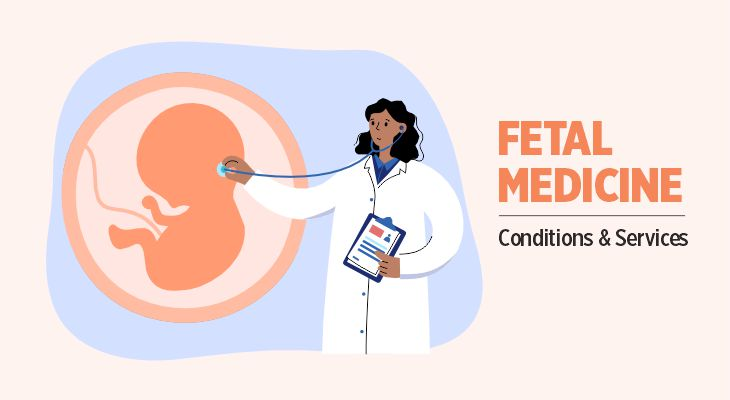 FETAL
MEDICINE
Conditions & Services